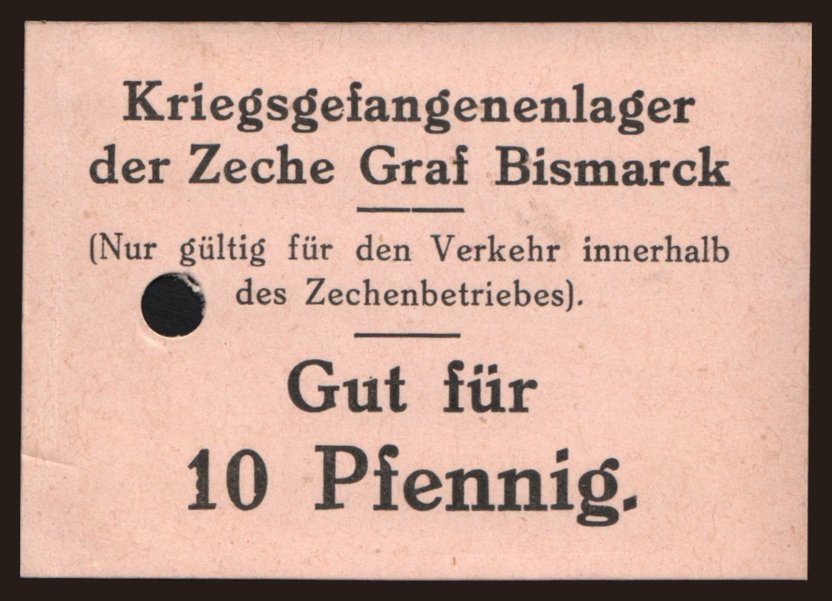 Kriegsgefangenenlager
der Zeche Graf Bismarck
(Nur gültig für den Verkehr innerhalb
des Zechenbetriebes).
Gut für
10 Pfennig.